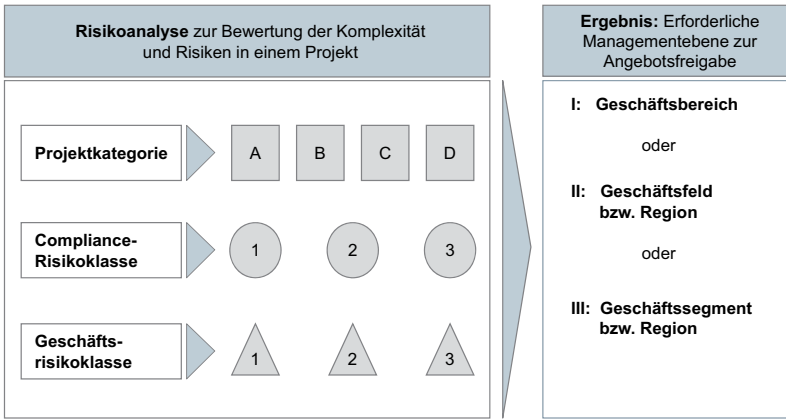 Risikoanalyse zur Bewertung der Komplexität
und Risiken in einem Projekt
Ergebnis: Erforderliche
Managementebene zur
Angebotsfreigabe
Projektkategorie
A B C D
Compliance-
Risikoklasse
1 2 3
Geschäfts-
risikoklasse
1 2 3
I: Geschäftsbereich
oder
II: Geschäftsfeld
bzw. Region
oder
III: Geschäftssegment
bzw. Region